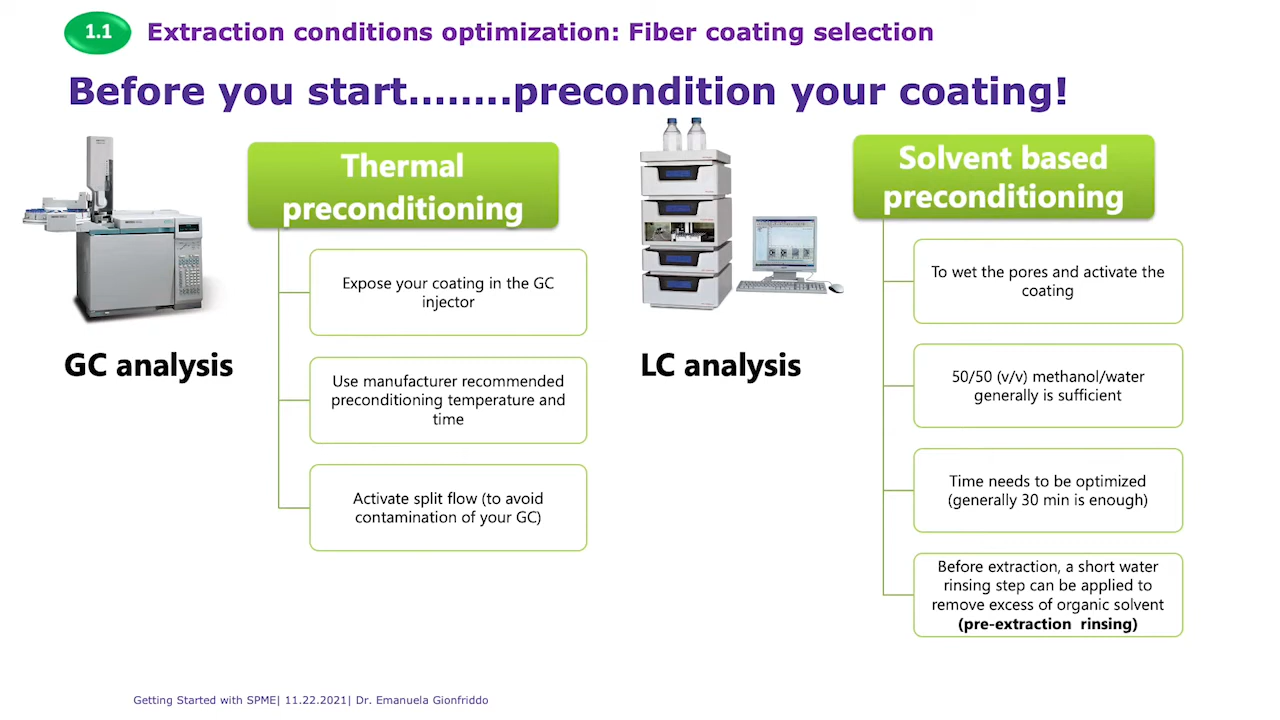 1.1 Extraction conditions optimization: Fiber coating selection
Before you start........precondition your coating!
Thermal
preconditioning
Expose your coating in the GC
injector
Use manufacturer recommended
preconditioning temperature and
time
Activate split flow (to avoid
contamination of your GC)
GC analysis
Solvent based
preconditioning
To wet the pores and activate the
coating
50/50 (v/v) methanol/water
generally is sufficient
Time needs to be optimized
(generally 30 min is enough)
Before extraction, a short water
rinsing step can be applied to
remove excess of organic solvent
(pre-extraction rinsing)
LC analysis
Getting Started with SPME| 11.22.2021| Dr. Emanuela Gionfriddo